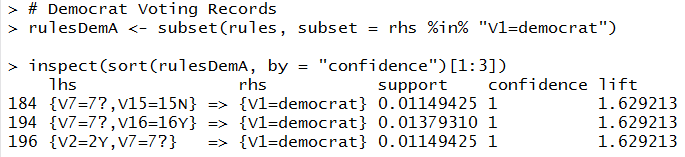 > # Democrat Voting Records
> rulesDemA <- subset(rules, subset = rhs %in% "V1=democrat")
> inspect(sort(rulesDemA, by = "confidence")[1:3])
lhs rhs support confidence lift
184 {V7=7?,V15=15N} => {V1=democrat} 0.01149425 1 1.629213
194 {V7=7?,V16=16Y} => {V1=democrat} 0.01379310 1 1.629213
196 {V2=2Y,V7=7?} => {V1=democrat} 0.01149425 1 1.629213